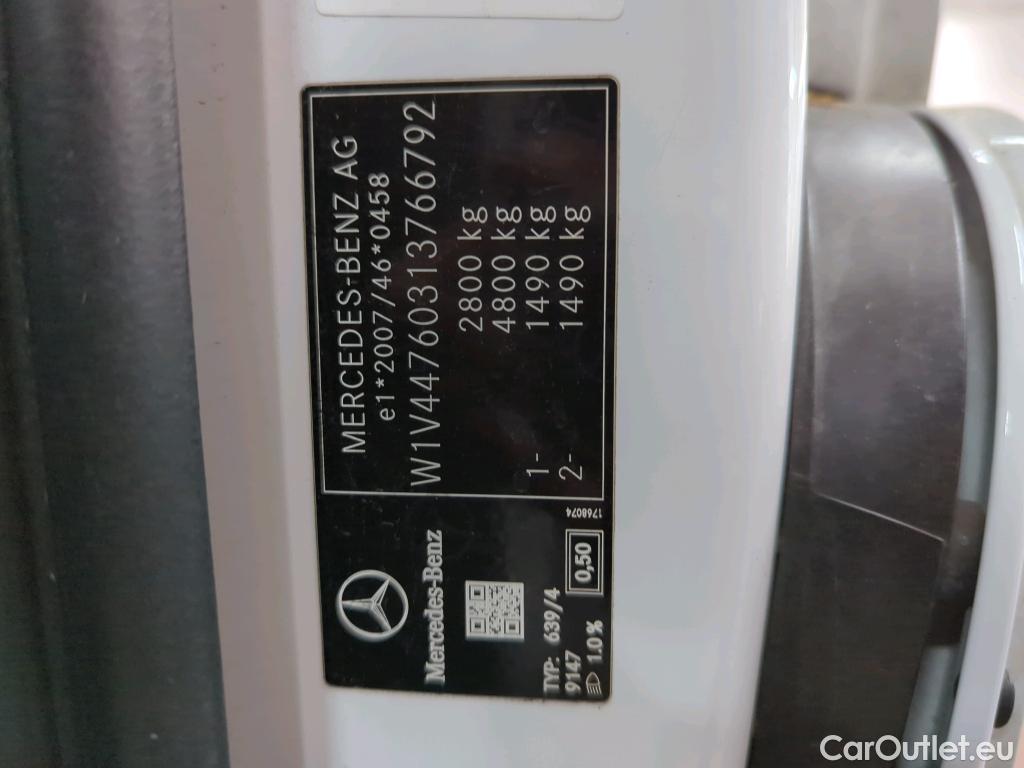 MERCEDES-BENZ AG
e1*2007/46*0458
W1V44760313766792
2800 kg
4800 kg
1- 1490 kg
2- 1490 kg
Mercedes-Benz
TYP: 639/4
9147
1.0%
0,50
1768074
CarOutlet.eu